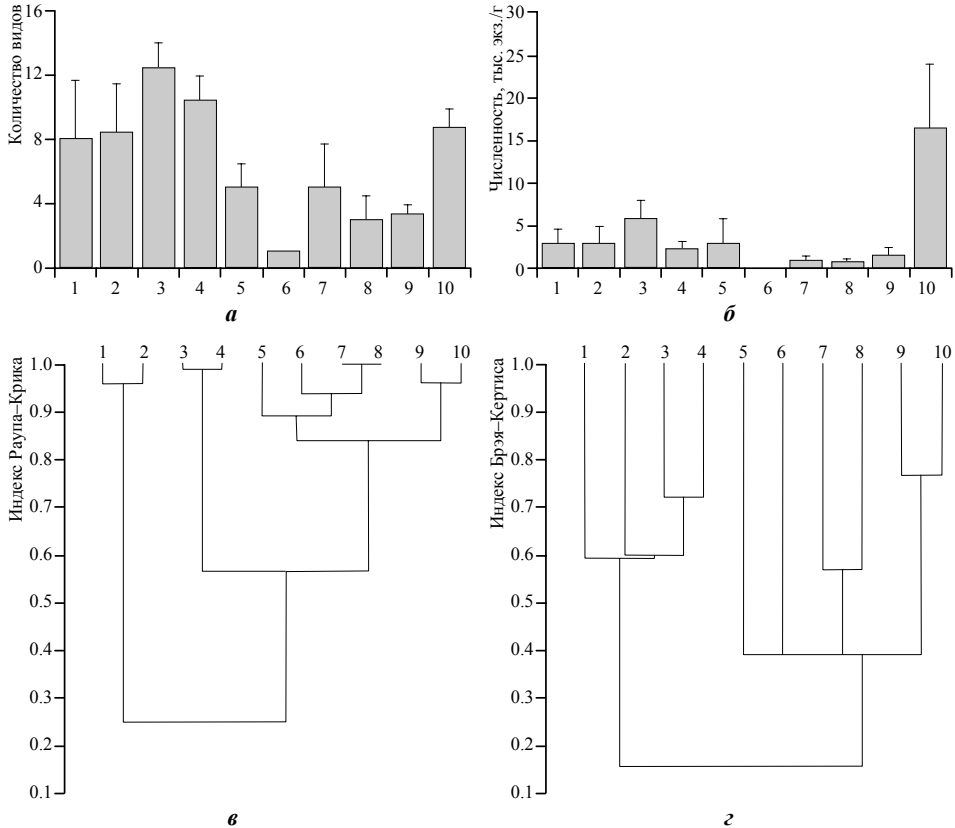 Количество видов
16
12
8
4
0
1 2 3 4 5 6 7 8 9 10
а
Численность, тыс. экз./г
30
25
20
15
10
5
0
1 2 3 4 5 6 7 8 9 10
б
Индекс Раупа–Крика
1 2 3 4 5 6 7 8 9 10
1.0
0.9
0.8
0.7
0.6
0.5
0.4
0.3
0.2
0.1
в
Индекс Брэя–Кертиса
1 2 3 4 5 6 7 8 9 10
1.0
0.9
0.8
0.7
0.6
0.5
0.4
0.3
0.2
0.1
г